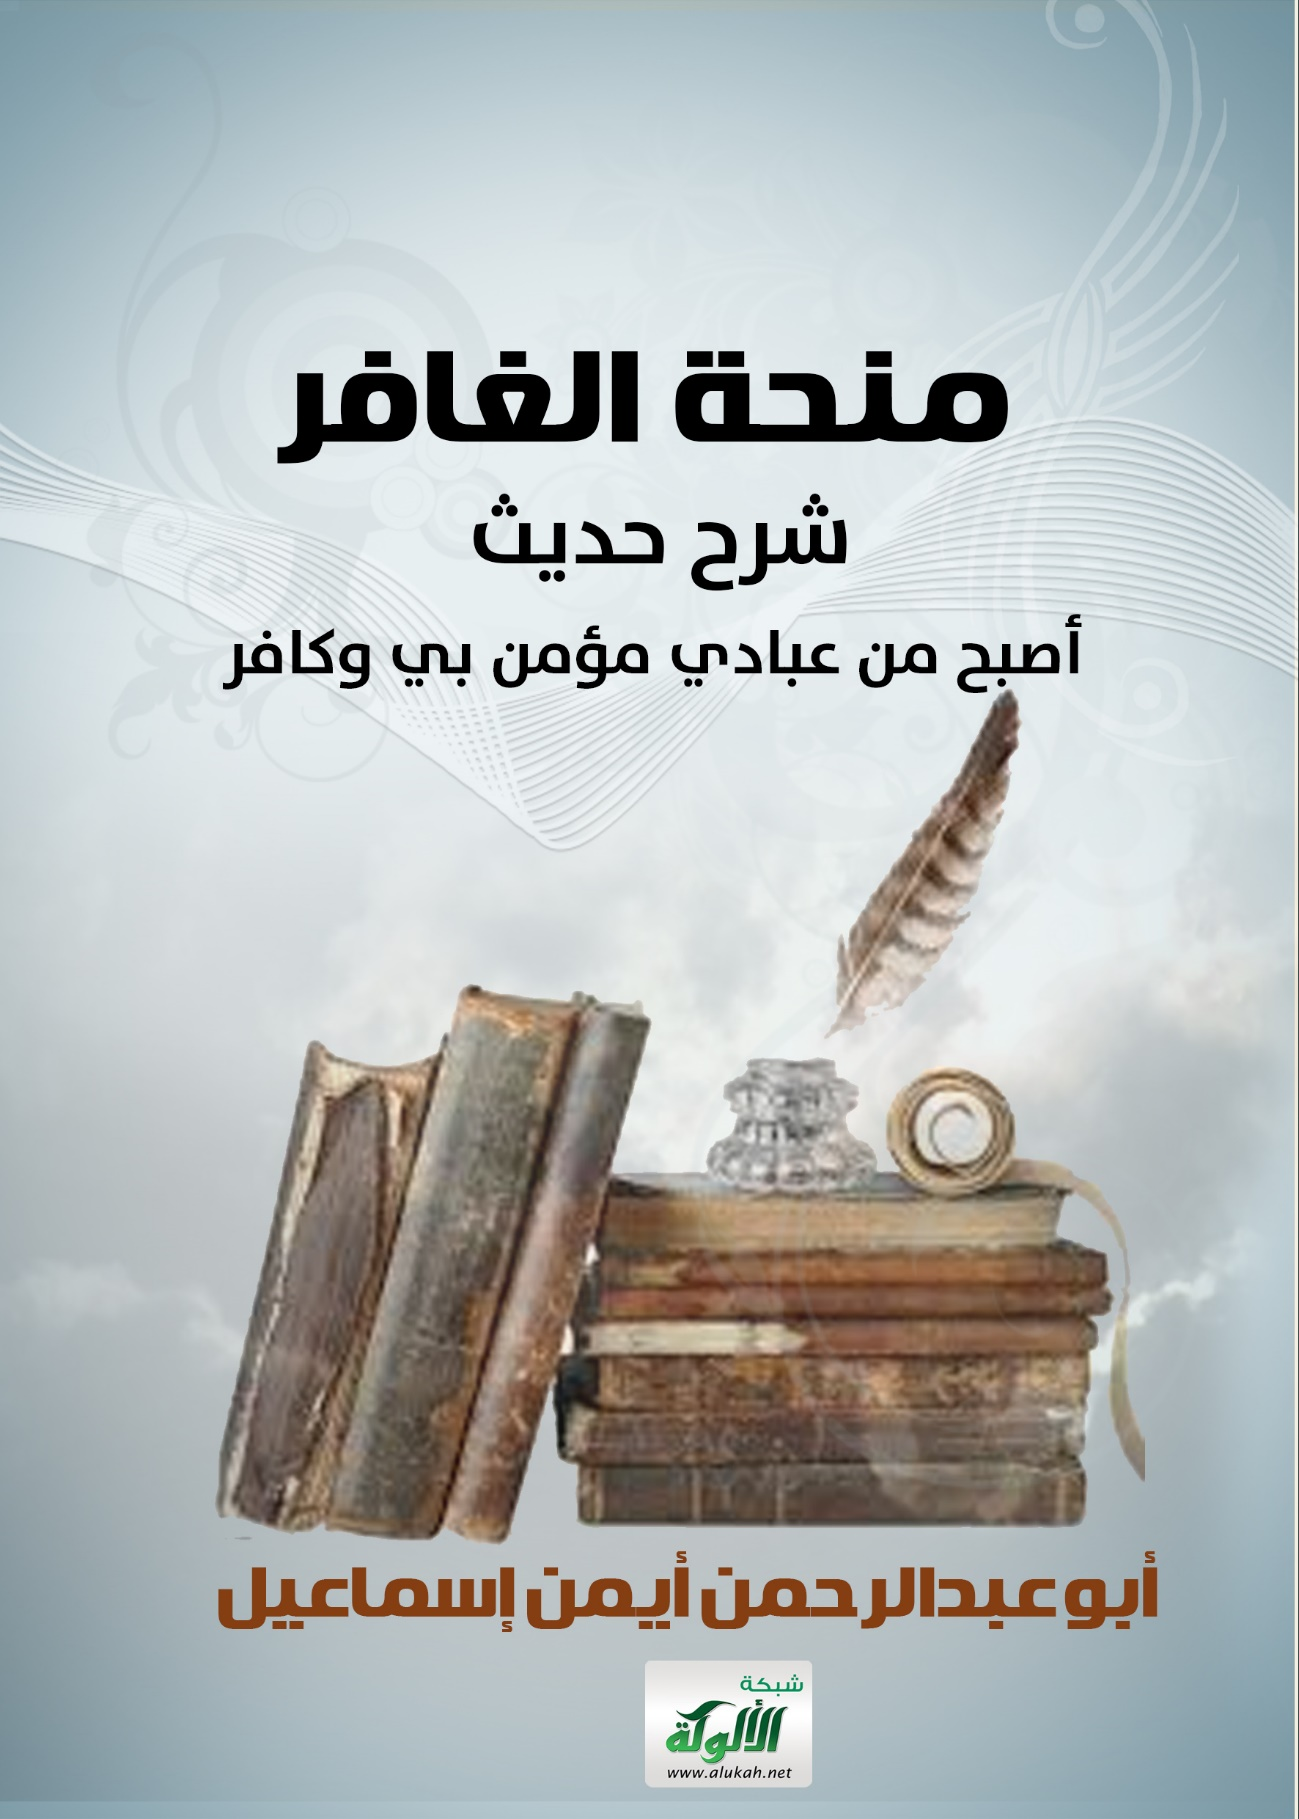 منحة الغافر
شرح حديث
أصبح من عبادي مؤمن بي وكافر
أبو عبدالرحمن أيمن إسماعيل
شبكة
الألوكة
www.alukah.net